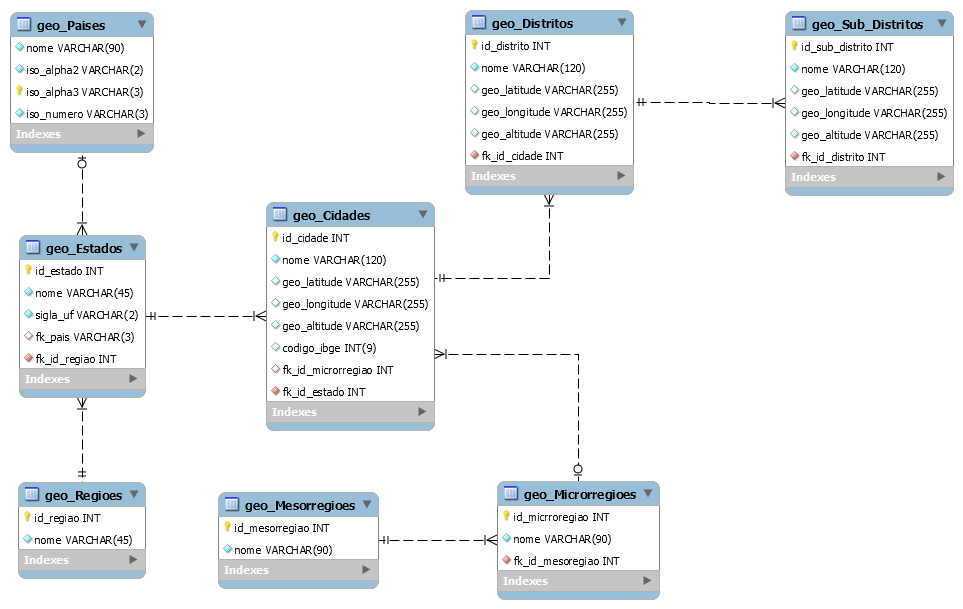 geo_Paises
nome VARCHAR(90)
iso_alpha2 VARCHAR(2)
iso_alpha3 VARCHAR(3)
iso_numero VARCHAR(3)
Indexes
geo_Distritos
id_distrito INT
nome VARCHAR(120)
geo_latitude VARCHAR(255)
geo_longitude VARCHAR(255)
geo_altitude VARCHAR(255)
fk_id_cidade INT
Indexes
geo_Sub_Distritos
id_sub_distrito INT
nome VARCHAR(120)
geo_latitude VARCHAR(255)
geo_longitude VARCHAR(255)
geo_altitude VARCHAR(255)
fk_id_distrito INT
Indexes
geo_Estados
id_estado INT
nome VARCHAR(45)
sigla_uf VARCHAR(2)
fk_pais VARCHAR(3)
fk_id_regiao INT
Indexes
geo_Cidades
id_cidade INT
nome VARCHAR(120)
geo_latitude VARCHAR(255)
geo_longitude VARCHAR(255)
geo_altitude VARCHAR(255)
codigo_ibge INT(9)
fk_id_microrregiao INT
fk_id_estado INT
Indexes
geo_Regioes
id_regiao INT
nome VARCHAR(45)
Indexes
geo_Mesorregioes
id_mesorregiao INT
nome VARCHAR(90)
Indexes
geo_Microrregioes
id_micrroregiao INT
nome VARCHAR(90)
fk_id_mesoregiao INT
Indexes